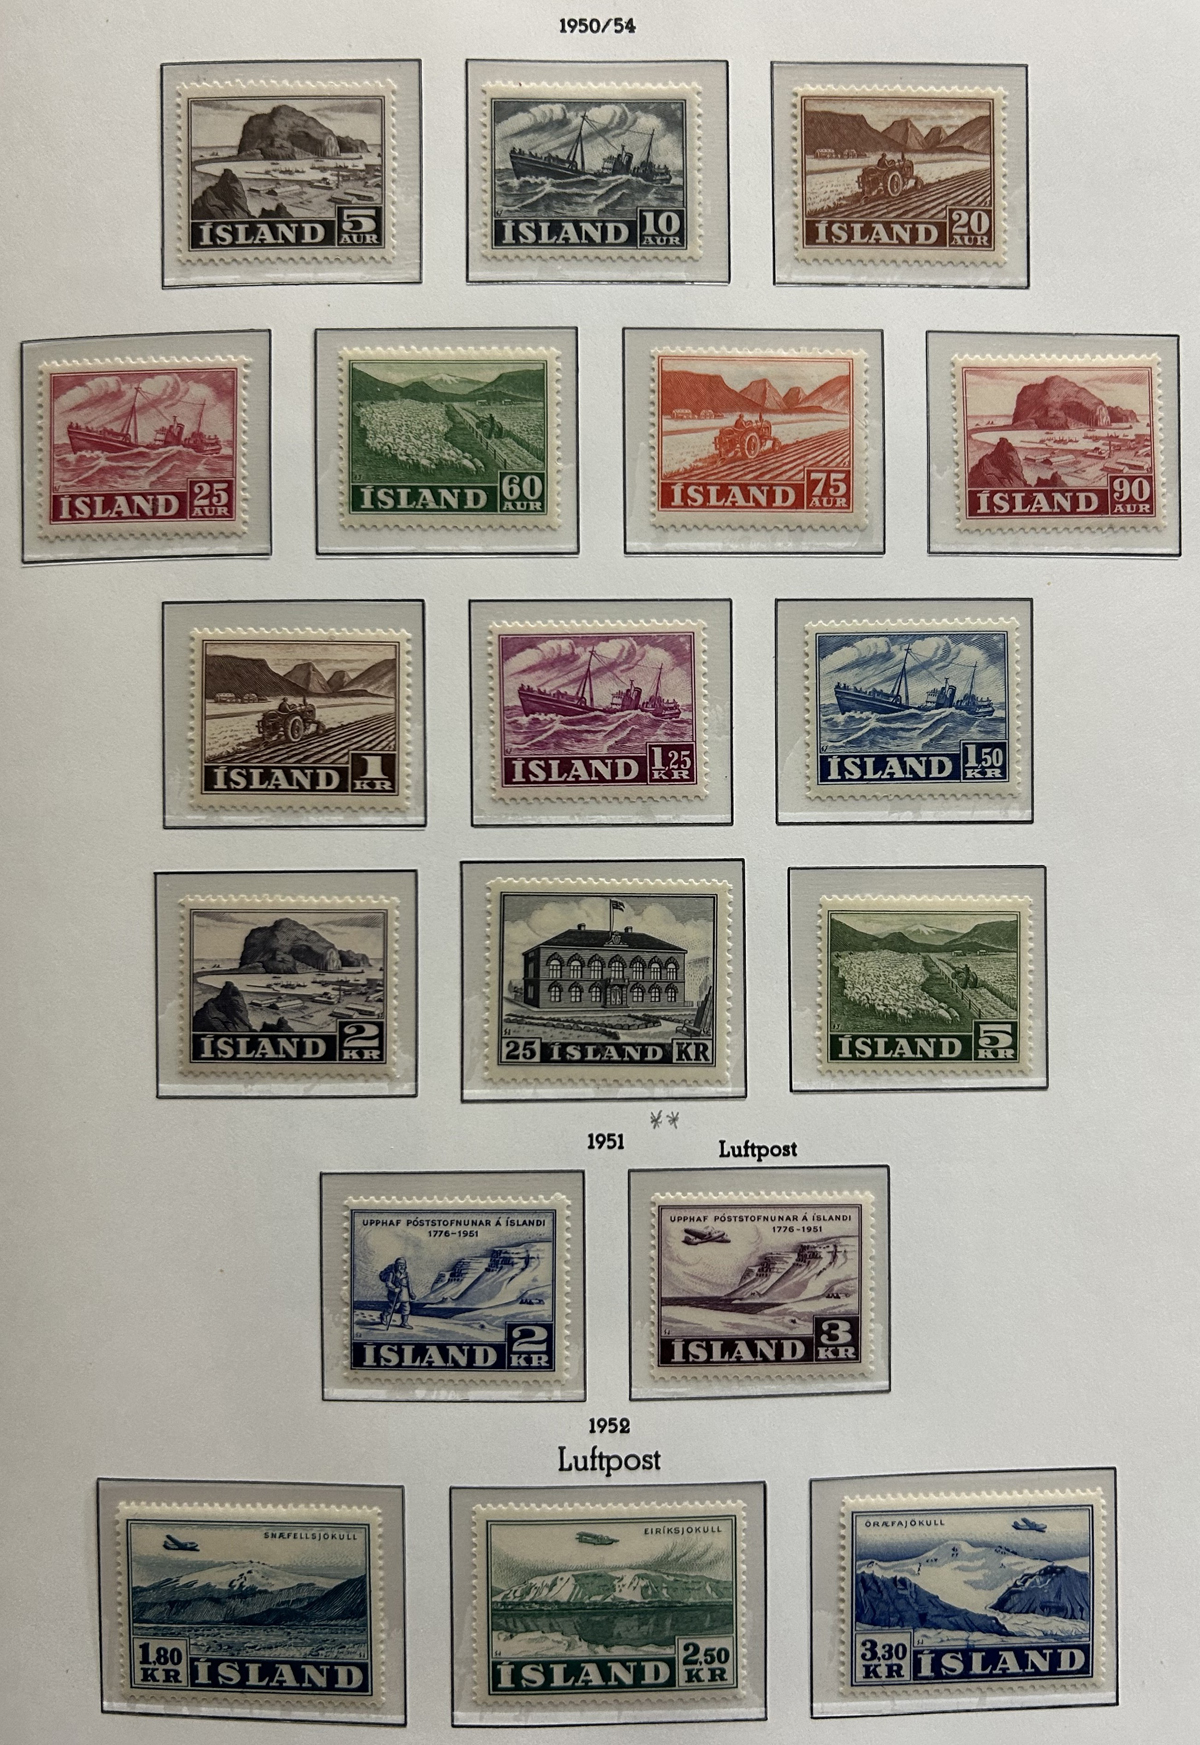 1950/54
ÍSLAND 5 AUR
ÍSLAND 10 AUR
ÍSLAND 20 AUR
ÍSLAND 25 AUR
ÍSLAND 60 AUR
ÍSLAND 75 AUR
ÍSLAND 90 AUR
ÍSLAND 1 KR
ÍSLAND 1.25 KR
ÍSLAND 1.50 KR
ÍSLAND 2 KR
25 ÍSLAND KR
ÍSLAND 5 KR
**
1951 Luftpost
UPPHAF PÓSTSTOFNUNAR Á ÍSLANDI
1776-1951
ÍSLAND 2 KR
UPPHAF PÓSTSTOFNUNAR Á ÍSLANDI
1776-1951
ÍSLAND 3 KR
1952
Luftpost
SNÆFELLSJÖKULL
1.80 KR ÍSLAND
EIRÍKSJÖKULL
ÍSLAND 2.50 KR
ÖRÆFAJÖKULL
3.30 KR ÍSLAND